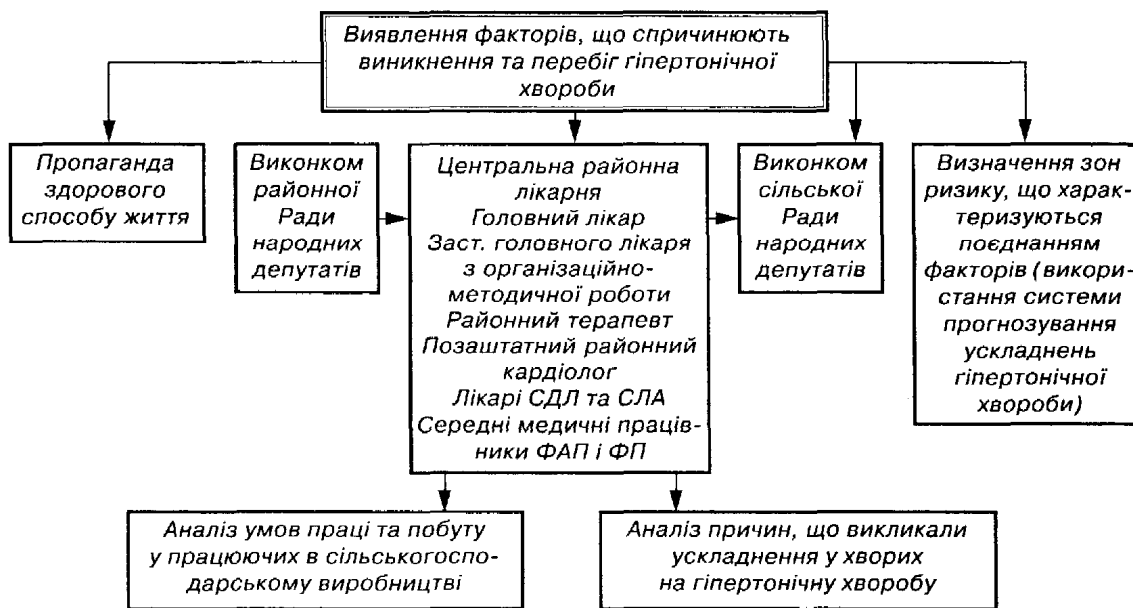 Виявлення факторів, що спричинюють
виникнення та перебіг гіпертонічної
хвороби
Пропаганда
здорового
способу життя
Виконком
районної
Ради
народних
депутатів
Центральна районна
лікарня
Головний лікар
Заст. головного лікаря
з організаційно-
методичної роботи
Районний терапевт
Позаштатний районний
кардіолог
Лікарі СДЛ та СЛА
Середні медичні праців-
ники ФАП і ФП
Виконком
сільської
Ради
народних
депутатів
Визначення зон
ризику, що харак-
теризуються
поєднанням
факторів (викори-
стання системи
прогнозування
ускладнень
гіпертонічної
хвороби)
Аналіз умов праці та побуту
у працюючих в сільськогоспо-
дарському виробництві
Аналіз причин, що викликали
ускладнення у хворих
на гіпертонічну хворобу